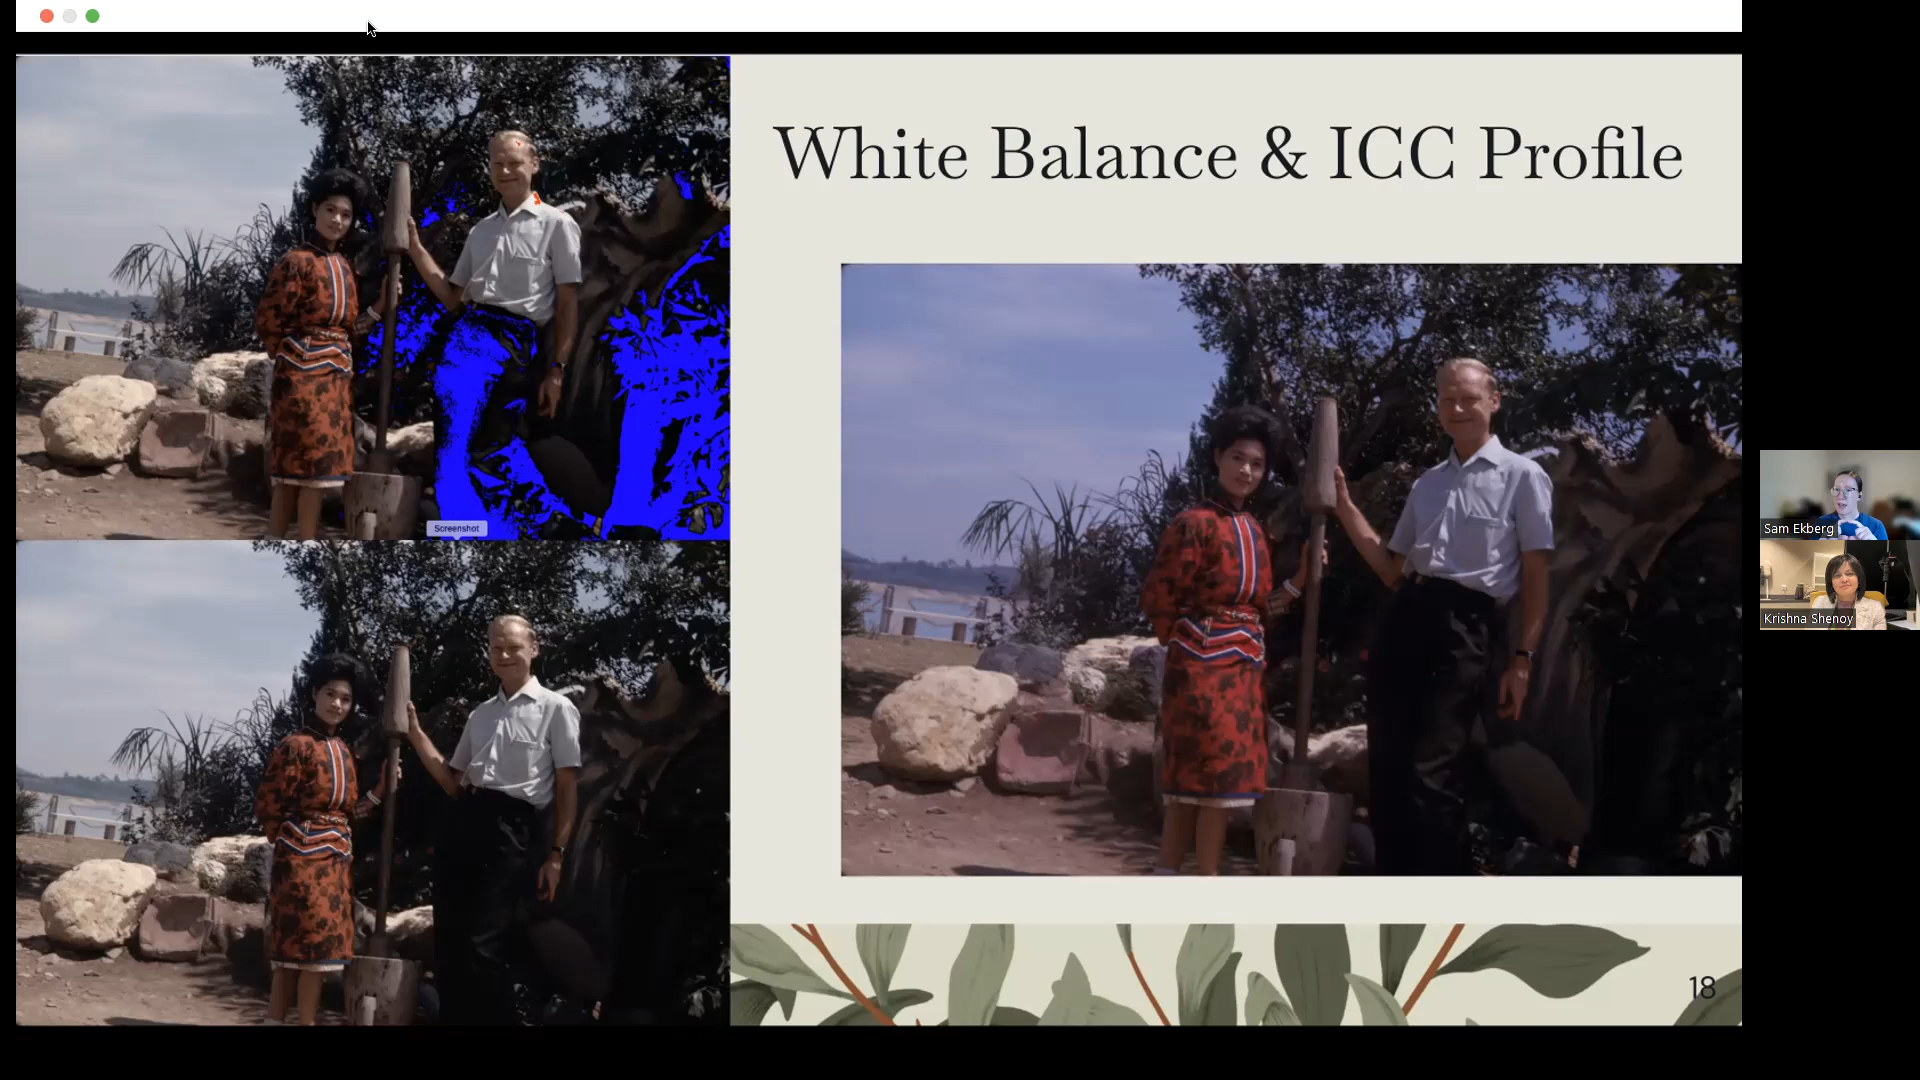 White Balance & ICC Profile
Screenshot
Sam Ekberg
Krishna Shenoy
18